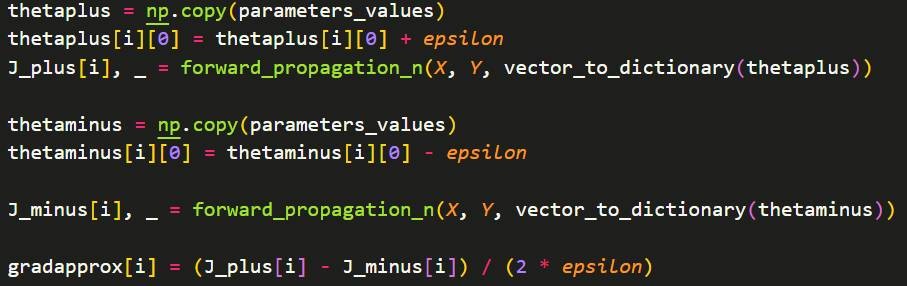 thetaplus = np.copy(parameters_values)
thetaplus[i][0] = thetaplus[i][0] + epsilon
J_plus[i], _ = forward_propagation_n(X, Y, vector_to_dictionary(thetaplus))
thetaminus = np.copy(parameters_values)
thetaminus[i][0] = thetaminus[i][0] - epsilon
J_minus[i], _ = forward_propagation_n(X, Y, vector_to_dictionary(thetaminus))
gradapprox[i] = (J_plus[i] - J_minus[i]) / (2 * epsilon)